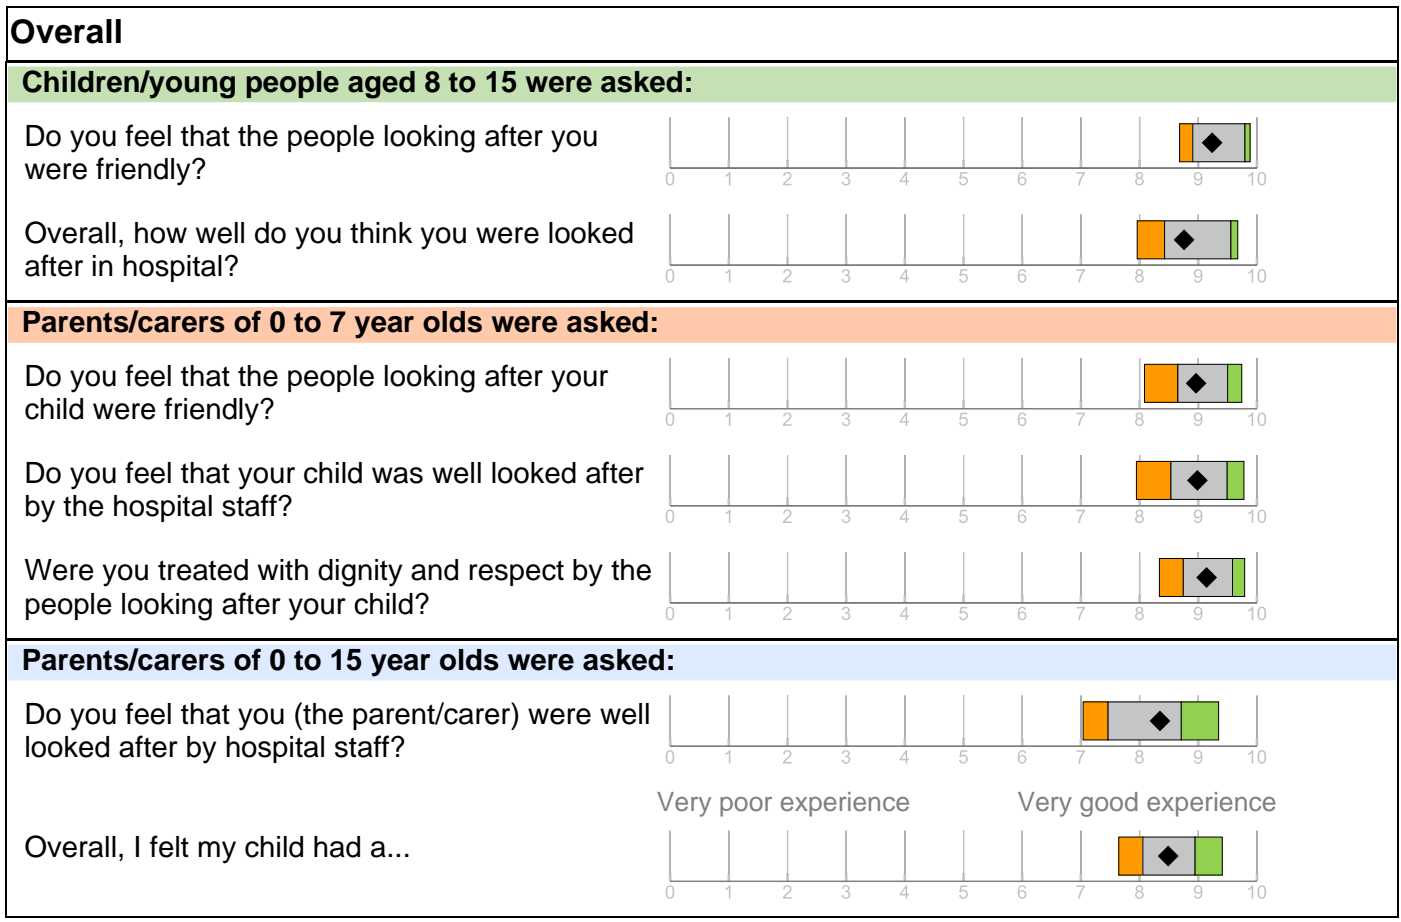 Overall
Children/young people aged 8 to 15 were asked:
Do you feel that the people looking after you
were friendly?
0 1 2 3 4 5 6 7 8 9 10
Overall, how well do you think you were looked
after in hospital?
0 1 2 3 4 5 6 7 8 9 10
Parents/carers of 0 to 7 year olds were asked:
Do you feel that the people looking after your
child were friendly?
0 1 2 3 4 5 6 7 8 9 10
Do you feel that your child was well looked after
by the hospital staff?
0 1 2 3 4 5 6 7 8 9 10
Were you treated with dignity and respect by the
people looking after your child?
0 1 2 3 4 5 6 7 8 9 10
Parents/carers of 0 to 15 year olds were asked:
Do you feel that you (the parent/carer) were well
looked after by hospital staff?
0 1 2 3 4 5 6 7 8 9 10
Very poor experience Very good experience
Overall, I felt my child had a...
0 1 2 3 4 5 6 7 8 9 10